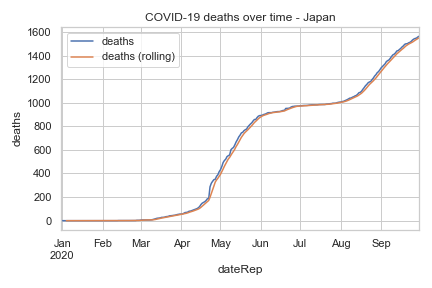 COVID-19 deaths over time - Japan
deaths
deaths (rolling)
deaths
1600
1400
1200
1000
800
600
400
200
0
Jan Feb Mar Apr May Jun Jul Aug Sep
2020
dateRep